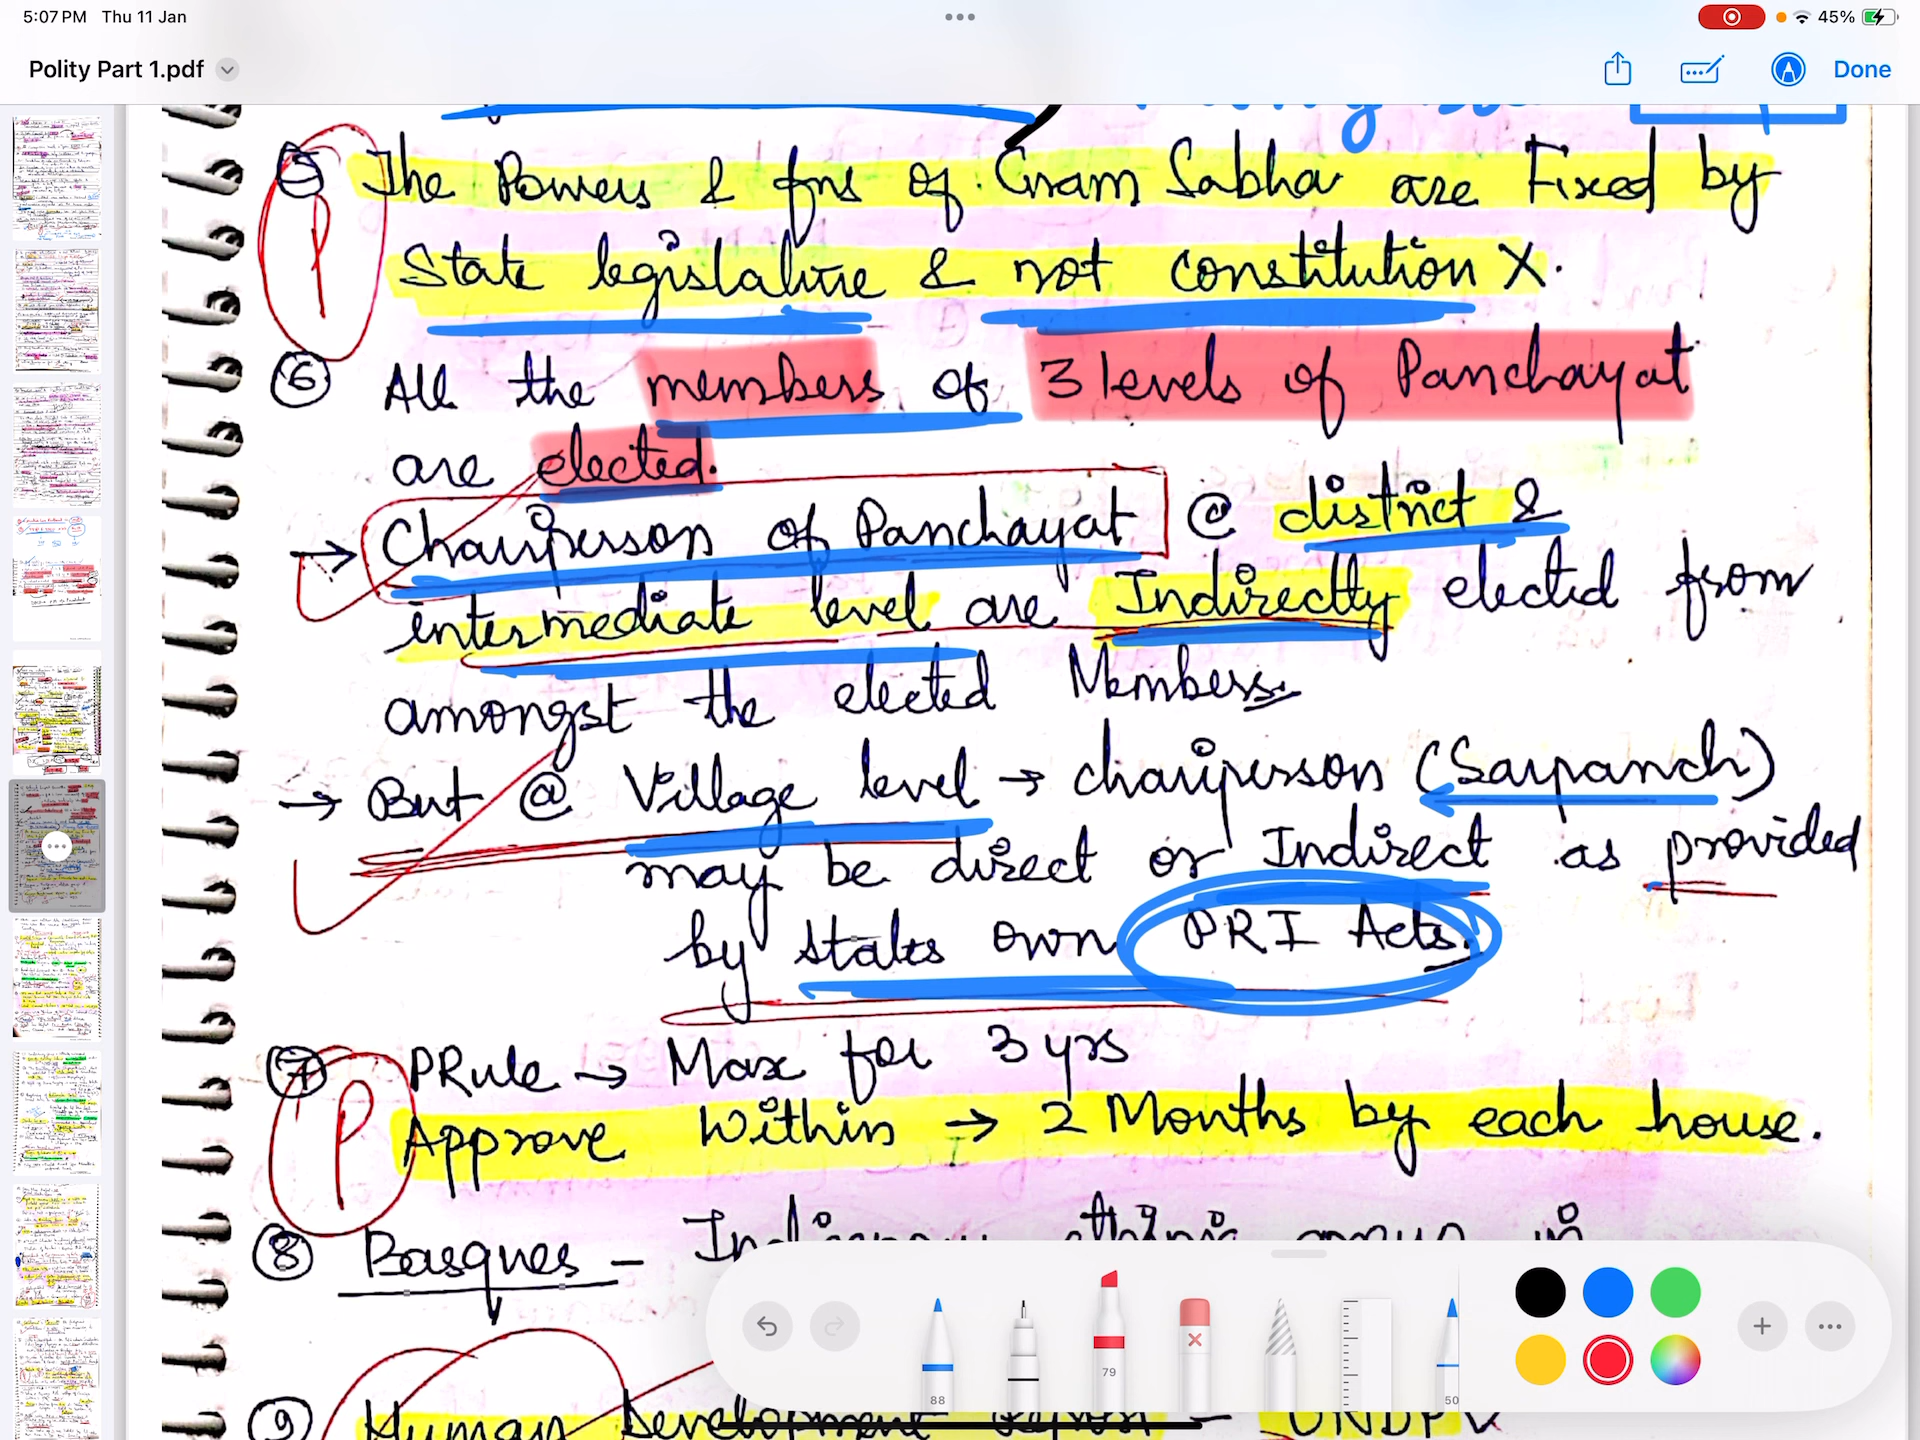 5:07 PM Thu 11 Jan
45%
Polity Part 1.pdf
Done
5 The Powers & fns of Gram Sabha are Fixed by
P
State legislative & not constitution X.
6 All the members of 3 levels of Panchayat
are elected.
→ Chairperson of Panchayat @ district &
intermediate level are Indirectly elected from
amongst the elected Members
→ But @ Village level → chairperson (Sarpanch)
may be direct or Indirect as provided
by states own PRI Acts.
7 PRule → Max for 3 yrs
P
Approve Within → 2 Months by each house.
8 Basques –
9 Human Development Report – UNDP
88
79
50